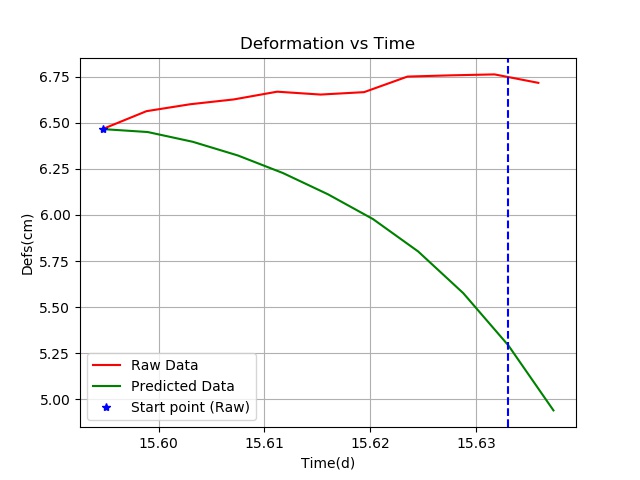 Deformation vs Time
6.75
6.50
6.25
6.00
5.75
5.50
5.25
5.00
Defs(cm)
Raw Data
Predicted Data
Start point (Raw)
15.60 15.61 15.62 15.63
Time(d)